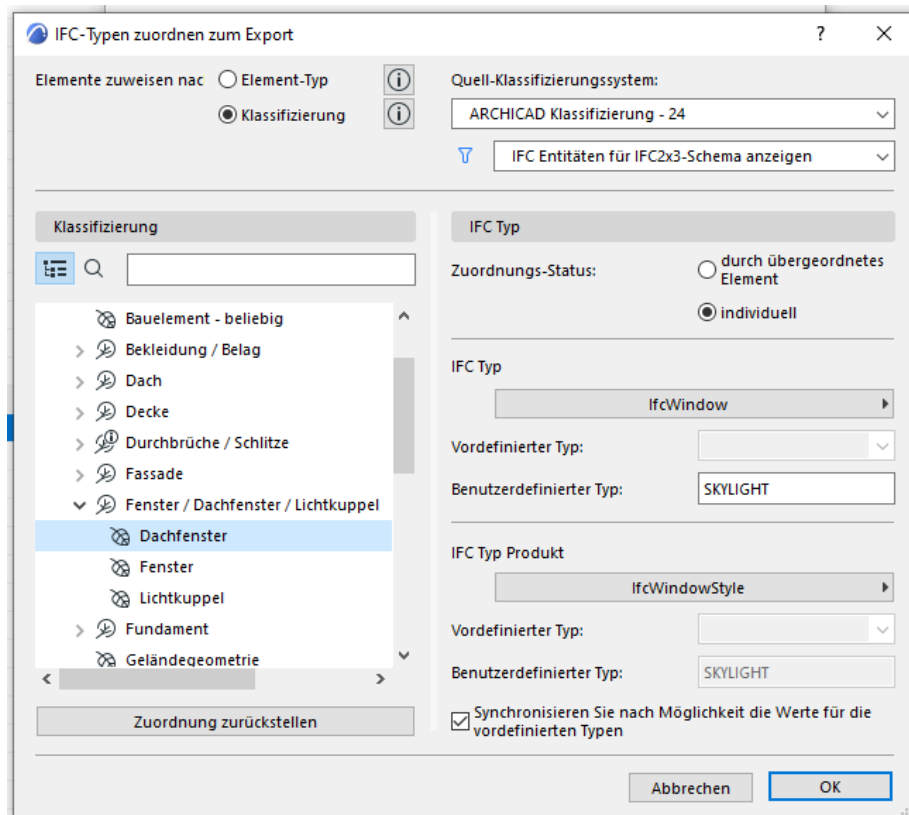 IFC-Typen zuordnen zum Export
?
Elemente zuweisen nac
Element-Typ
Klassifizierung
Quell-Klassifizierungssystem:
ARCHICAD Klassifizierung - 24
IFC Entitäten für IFC2x3-Schema anzeigen
Klassifizierung
Bauelement - beliebig
Bekleidung / Belag
Dach
Decke
Durchbrüche / Schlitze
Fassade
Fenster / Dachfenster / Lichtkuppel
Dachfenster
Fenster
Lichtkuppel
Fundament
Geländegeometrie
Zuordnung zurückstellen
IFC Typ
Zuordnungs-Status:
durch übergeordnetes
Element
individuell
IFC Typ
IfcWindow
Vordefinierter Typ:
Benutzerdefinierter Typ:
SKYLIGHT
IFC Typ Produkt
IfcWindowStyle
Vordefinierter Typ:
Benutzerdefinierter Typ:
SKYLIGHT
Synchronisieren Sie nach Möglichkeit die Werte für die
vordefinierten Typen
Abbrechen
OK